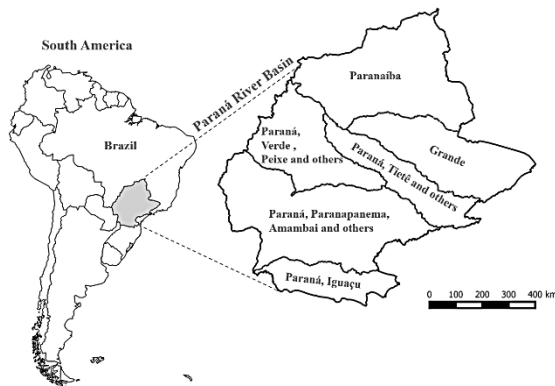 South America
Brazil
Paraná River Basin
Paranaíba
Paraná,
Verde ,
Peixe and others
Grande
Paraná, Tietê and others
Paraná, Paranapanema,
Amambai and others
Paraná, Iguaçu
0 100 200 300 400 km